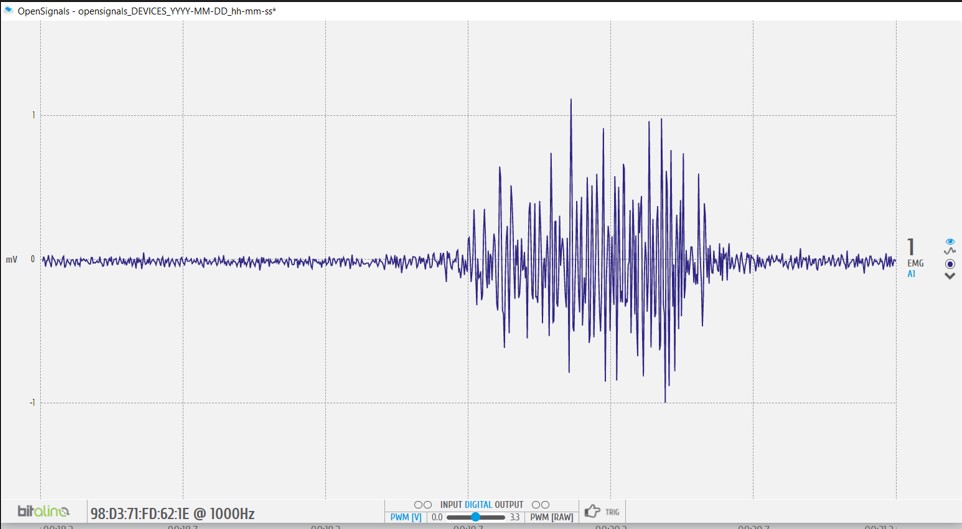 OpenSignals - opensignals_DEVICES_YYYY-MM-DD_hh-mm-ss*
1
mV
0
-1
1
EMG
A1
bitalino
98:D3:71:FD:62:1E @ 1000Hz
INPUT DIGITAL OUTPUT
PWM [V] 0.0 3.3 PWM [RAW]
TRIG